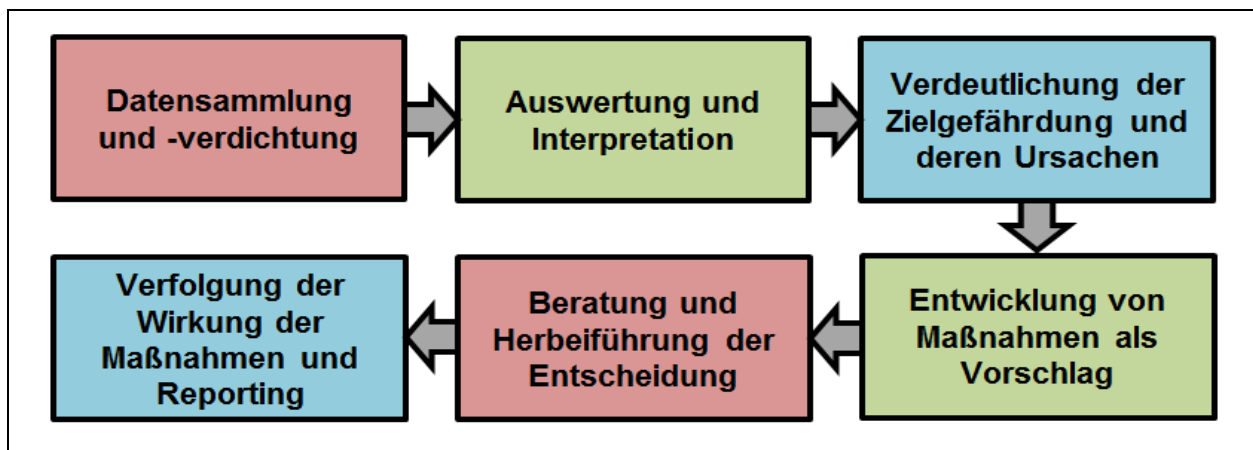 Datensammlung
und -verdichtung
Auswertung und
Interpretation
Verdeutlichung der
Zielgefährdung und
deren Ursachen
Entwicklung von
Maßnahmen als
Vorschlag
Beratung und
Herbeiführung der
Entscheidung
Verfolgung der
Wirkung der
Maßnahmen und
Reporting